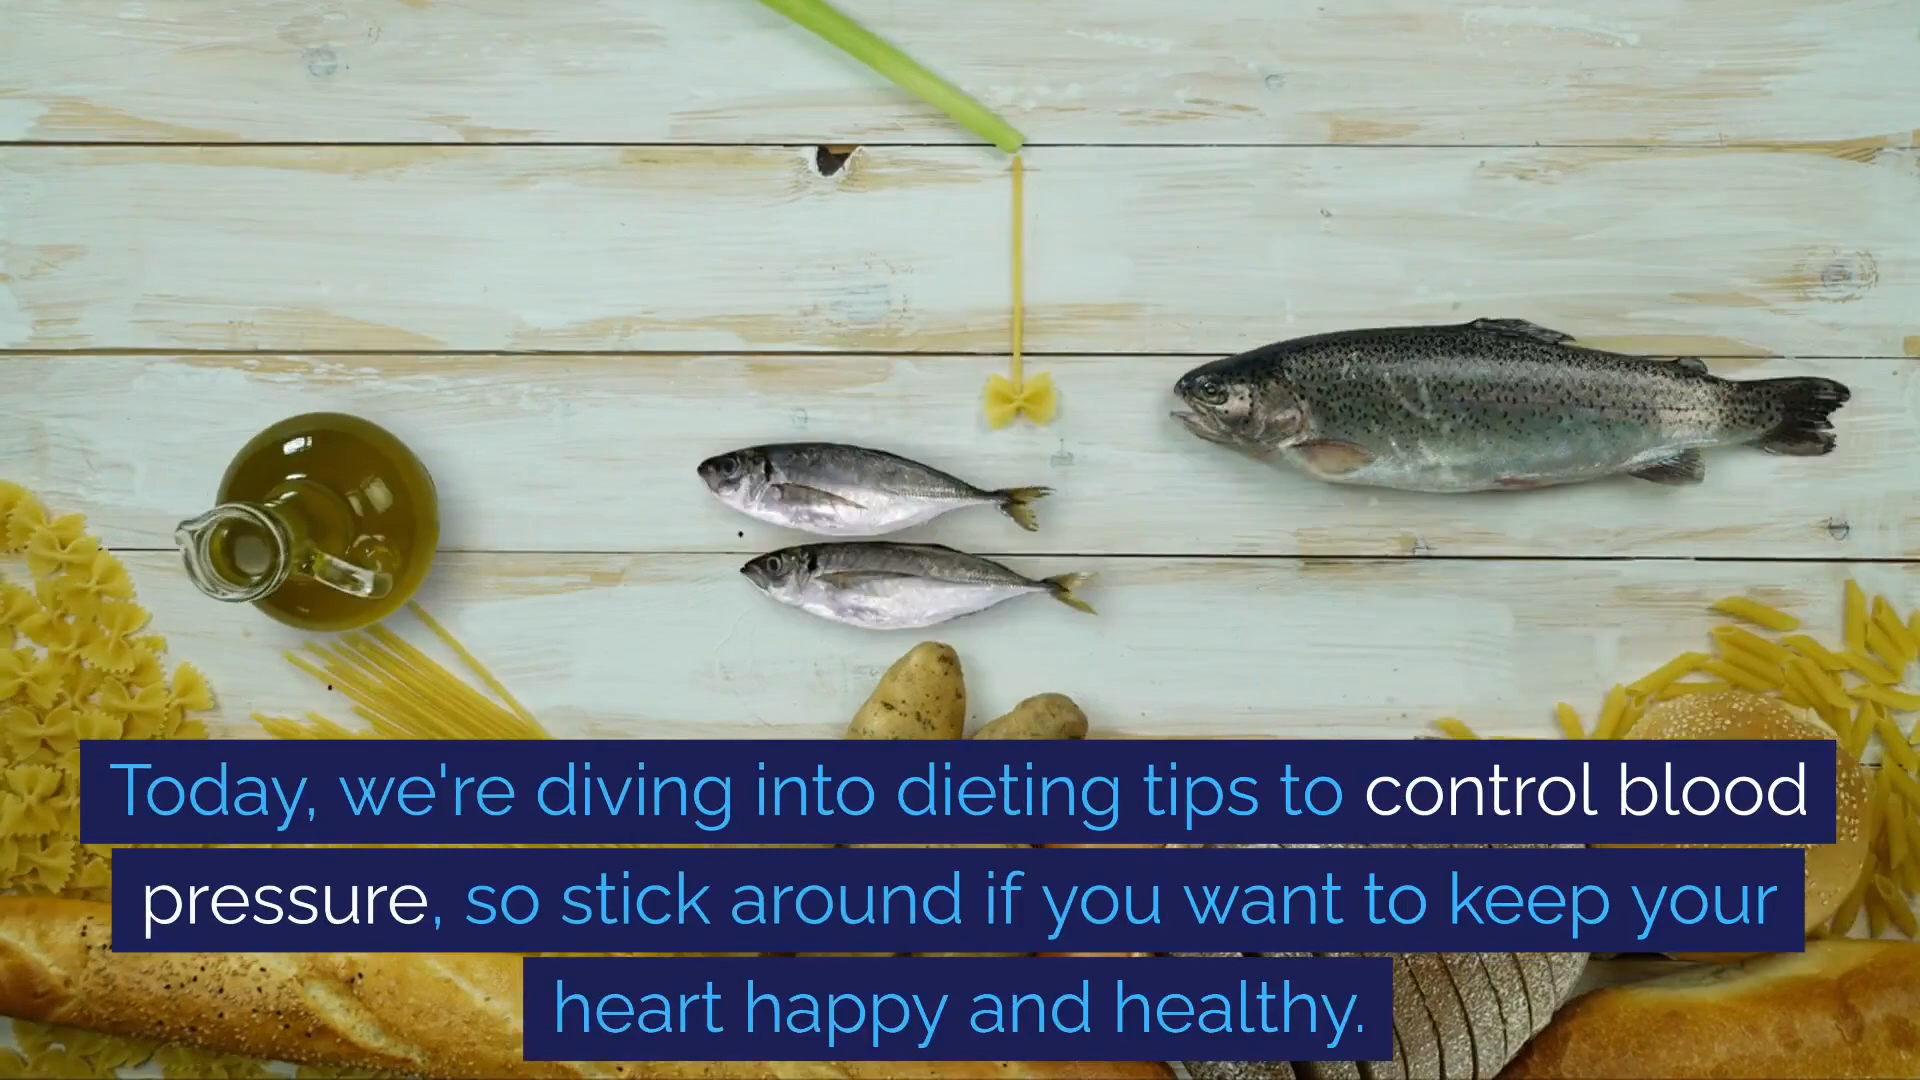 Today, we're diving into dieting tips to control blood
pressure, so stick around if you want to keep your
heart happy and healthy.